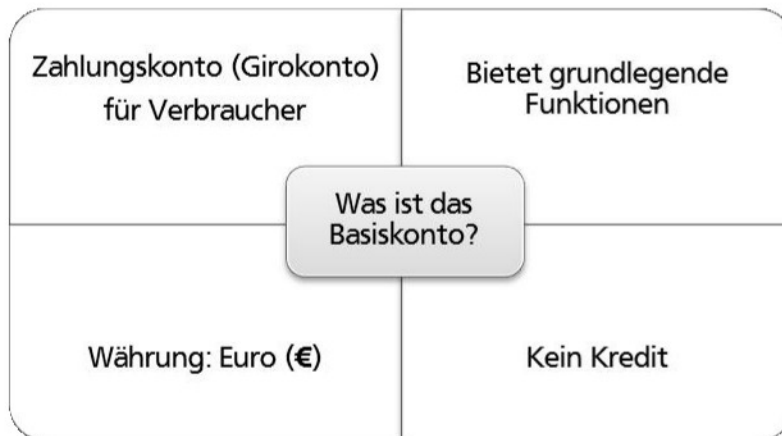 Zahlungskonto (Girokonto)
für Verbraucher
Bietet grundlegende
Funktionen
Was ist das
Basiskonto?
Währung: Euro (€)
Kein Kredit